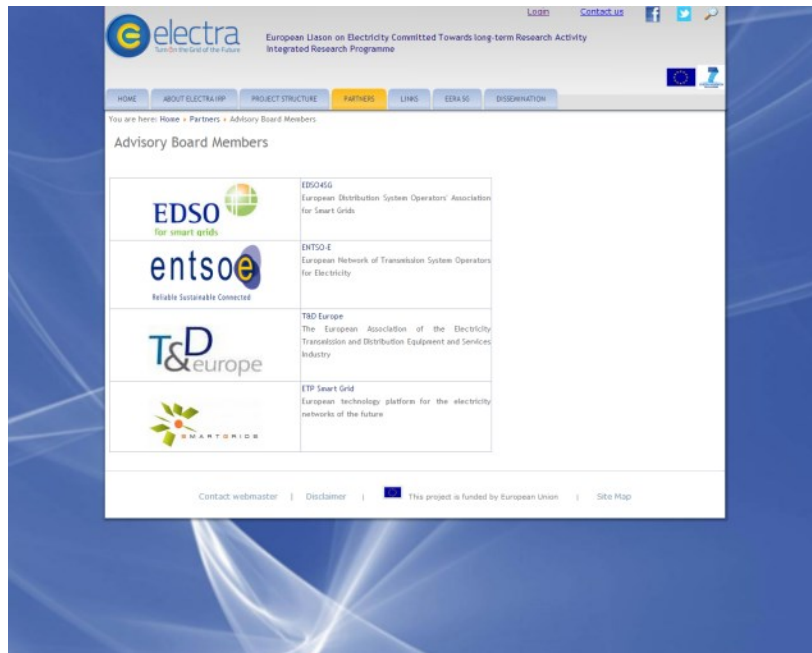 Login Contact us
electra
Turn On the Grid of the Future
European Liason on Electricity Committed Towards long-term Research Activity
Integrated Research Programme
HOME ABOUT ELECTRA IRP PROJECT STRUCTURE PARTNERS LINKS EERA SG DISSEMINATION
You are here: Home Partners Advisory Board Members
Advisory Board Members
EDSO
for smart grids
EDSO4SG
European Distribution System Operators' Association
for Smart Grids
entsoe
Reliable Sustainable Connected
ENTSO-E
European Network of Transmission System Operators
for Electricity
T&D
europe
T&D Europe
The European Association of the Electricity
Transmission and Distribution Equipment and Services
Industry
SMARTGRIDS
ETP Smart Grid
European technology platform for the electricity
networks of the future
Contact webmaster | Disclaimer | This project is funded by European Union | Site Map